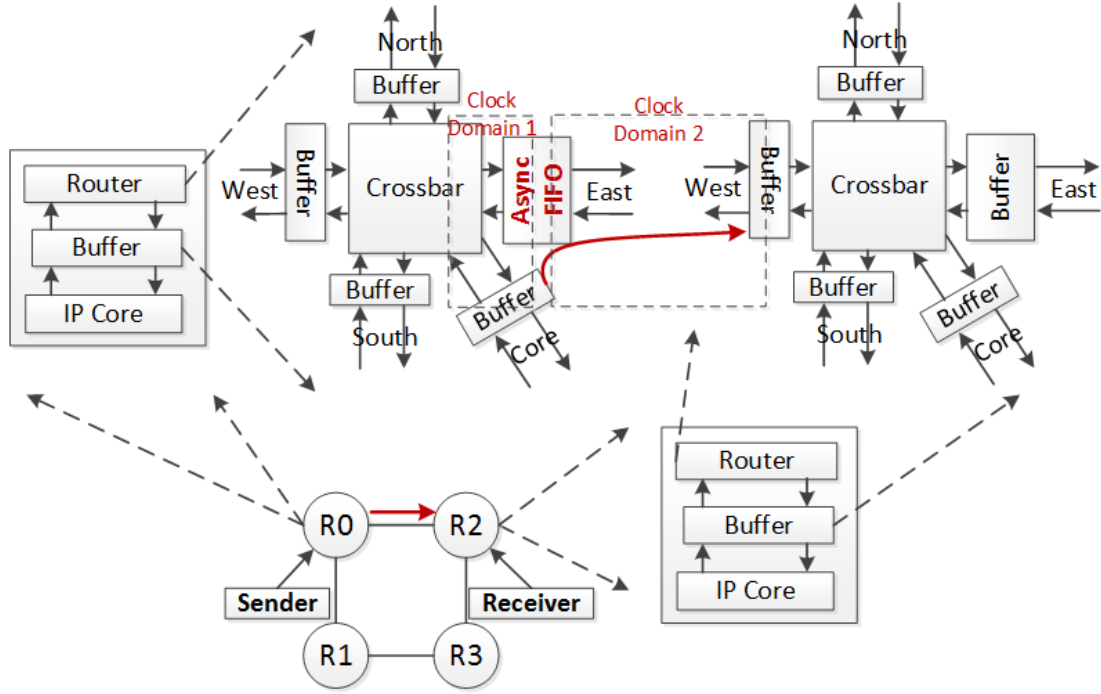 North
North
Buffer
Buffer
Clock
Domain 1
Clock
Domain 2
Router
Buffer
IP Core
West
Buffer
Crossbar
Async
FIFO
East
West
Buffer
Crossbar
Buffer
East
Buffer
South
Buffer
Core
Buffer
South
Buffer
Core
Router
Buffer
IP Core
R0
R2
Sender
Receiver
R1
R3